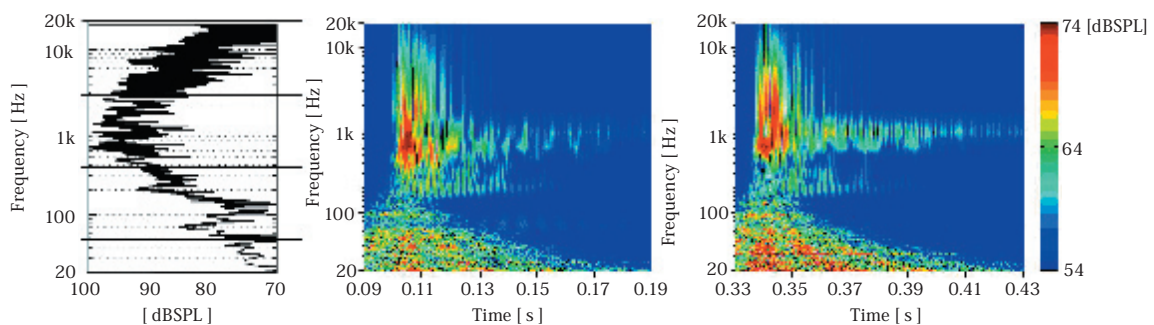 20k
10k
1k
100
20
Frequency [ Hz ]
100 90 80 70
[ dBSPL ]
20k
10k
1k
100
20
Frequency [ Hz ]
0.09 0.11 0.13 0.15 0.17 0.19
Time [ s ]
20k
10k
1k
100
20
Frequency [ Hz ]
0.33 0.35 0.37 0.39 0.41 0.43
Time [ s ]
74 [dBSPL]
64
54